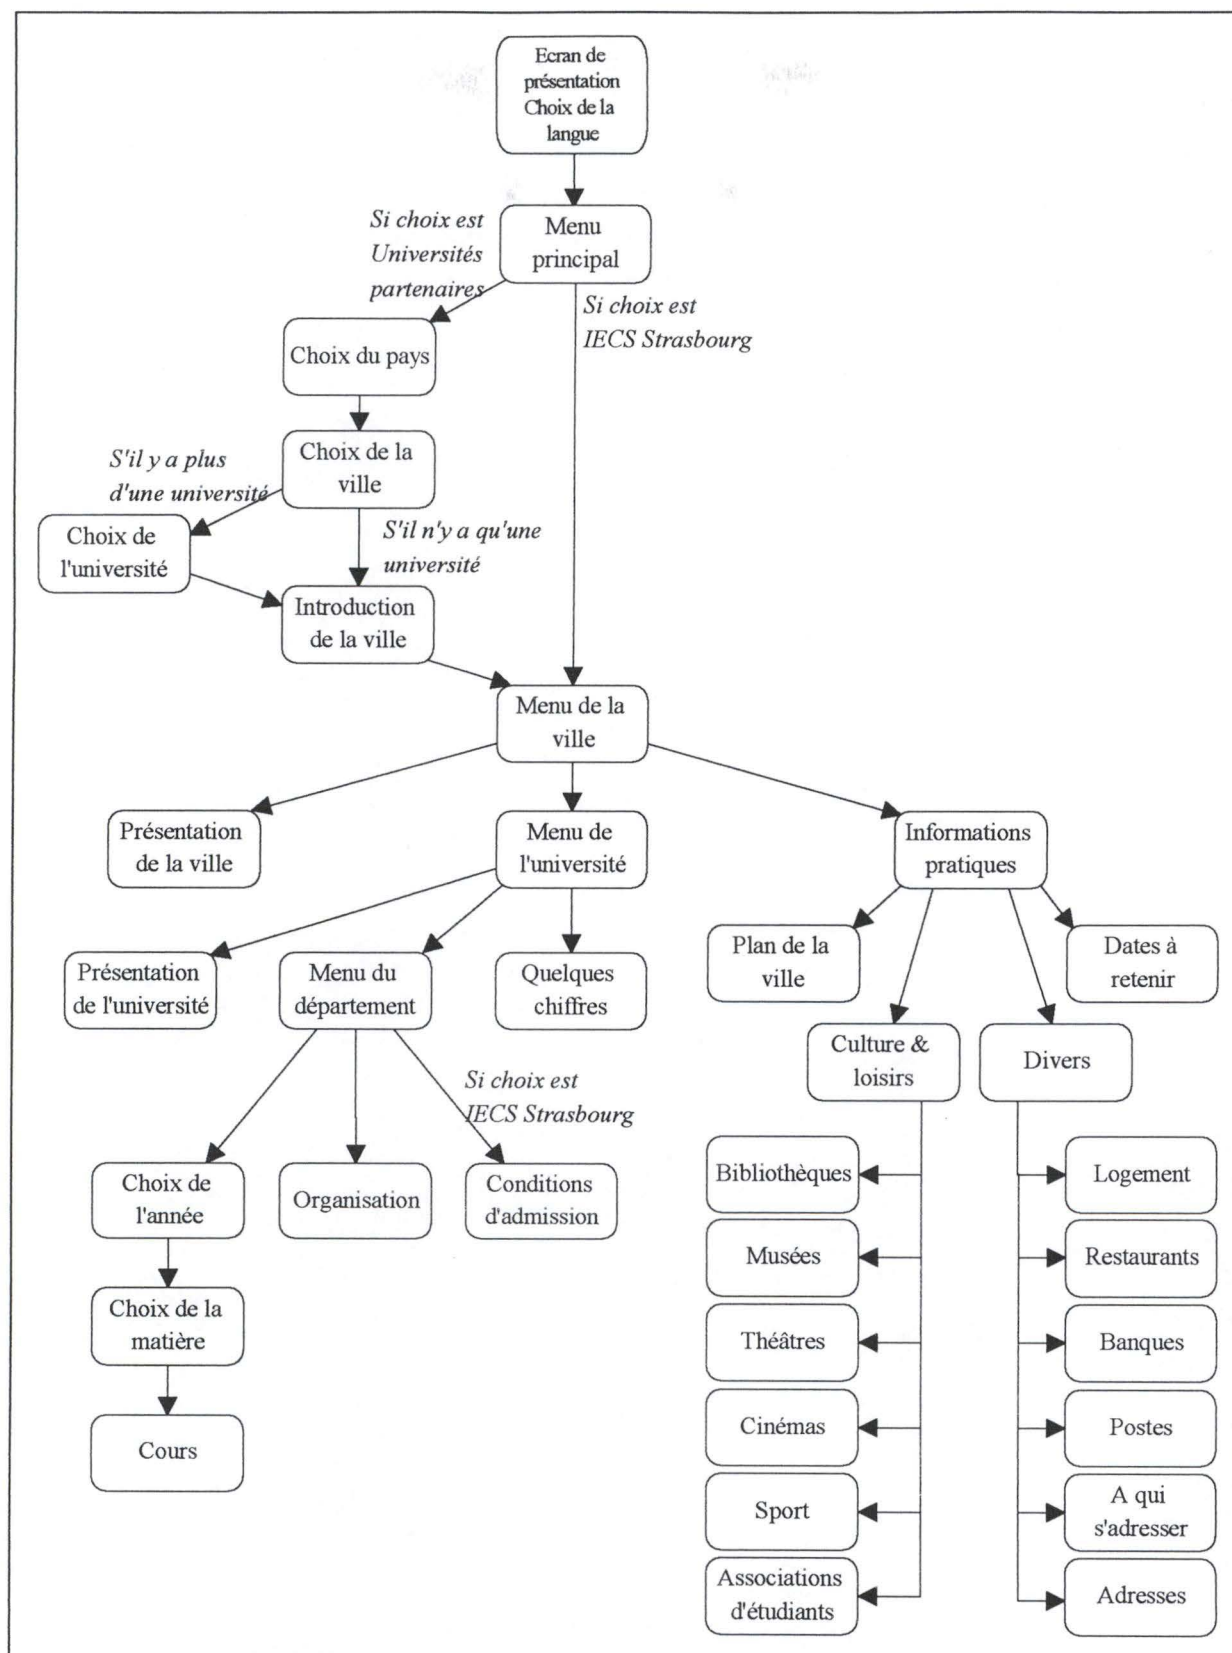 Ecran de
présentation
Choix de la
langue
Si choix est
Universités
partenaires
Menu
principal
Si choix est
IECS Strasbourg
Choix du pays
S'il y a plus
d'une université
Choix de la
ville
Choix de
l'université
S'il n'y a qu'une
université
Introduction
de la ville
Menu de la
ville
Présentation
de la ville
Menu de
l'université
Informations
pratiques
Présentation
de l'université
Menu du
département
Quelques
chiffres
Plan de la
ville
Dates à
retenir
Culture &
loisirs
Divers
Si choix est
IECS Strasbourg
Choix de
l'année
Organisation
Conditions
d'admission
Bibliothèques
Logement
Musées
Restaurants
Choix de la
matière
Théâtres
Banques
Cours
Cinémas
Postes
Sport
A qui
s'adresser
Associations
d'étudiants
Adresses